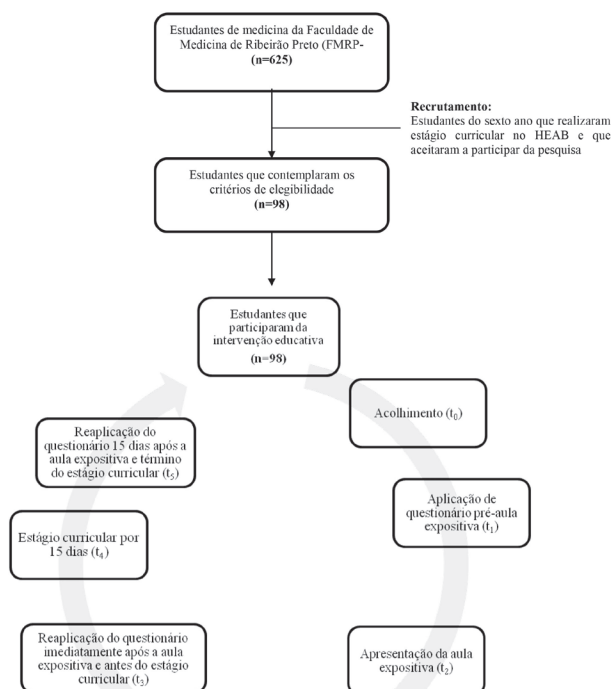 Estudantes de medicina da Faculdade de
Medicina de Ribeirão Preto (FMRP-
(n=625)
Recrutamento:
Estudantes do sexto ano que realizaram
estágio curricular no HEAB e que
aceitaram a participar da pesquisa
Estudantes que contemplaram os
critérios de elegibilidade
(n=98)
Estudantes que
participaram da
intervenção educativa
(n=98)
Acolhimento (t₀)
Aplicação de
questionário pré-aula
expositiva (t₁)
Apresentação da aula
expositiva (t₂)
Reaplicação do questionário
imediatamente após a aula
expositiva e antes do estágio
curricular (t₃)
Estágio curricular por
15 dias (t₄)
Reaplicação do
questionário 15 dias após a
aula expositiva e término
do estágio curricular (t₅)